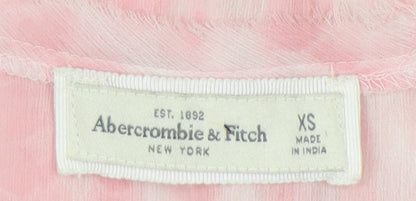 EST. 1892
Abercrombie & Fitch
NEW YORK
XS
MADE
IN INDIA